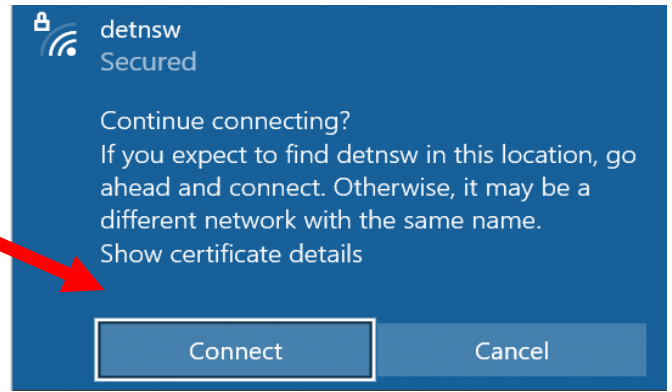 detnsw
Secured
Continue connecting?
If you expect to find detnsw in this location, go
ahead and connect. Otherwise, it may be a
different network with the same name.
Show certificate details
Connect
Cancel